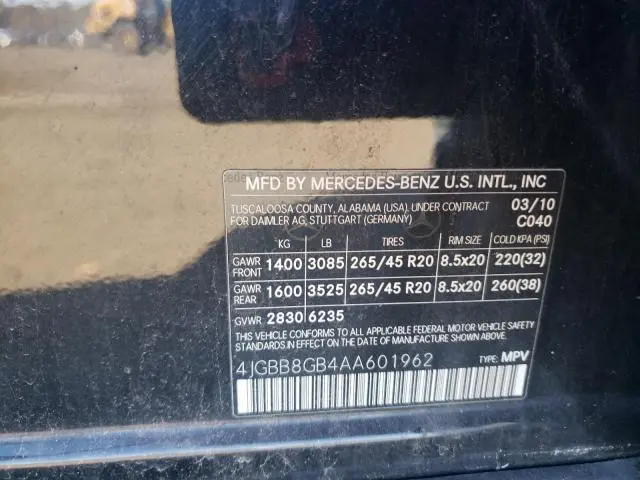 MFD BY MERCEDES-BENZ U.S. INTL., INC
TUSCALOOSA COUNTY, ALABAMA (USA). UNDER CONTRACT 03/10
FOR DAIMLER AG, STUTTGART (GERMANY) C040
KG LB TIRES RIM SIZE COLD KPA (PSI)
GAWR FRONT 1400 3085 265/45 R20 8.5x20 220(32)
GAWR REAR 1600 3525 265/45 R20 8.5x20 260(38)
GVWR 2830 6235
THIS VEHICLE CONFORMS TO ALL APPLICABLE FEDERAL MOTOR VEHICLE SAFETY
STANDARDS IN EFFECT ON THE DATE OF MANUFACTURE SHOWN ABOVE.
4JGBB8GB4AA601962 TYPE: MPV